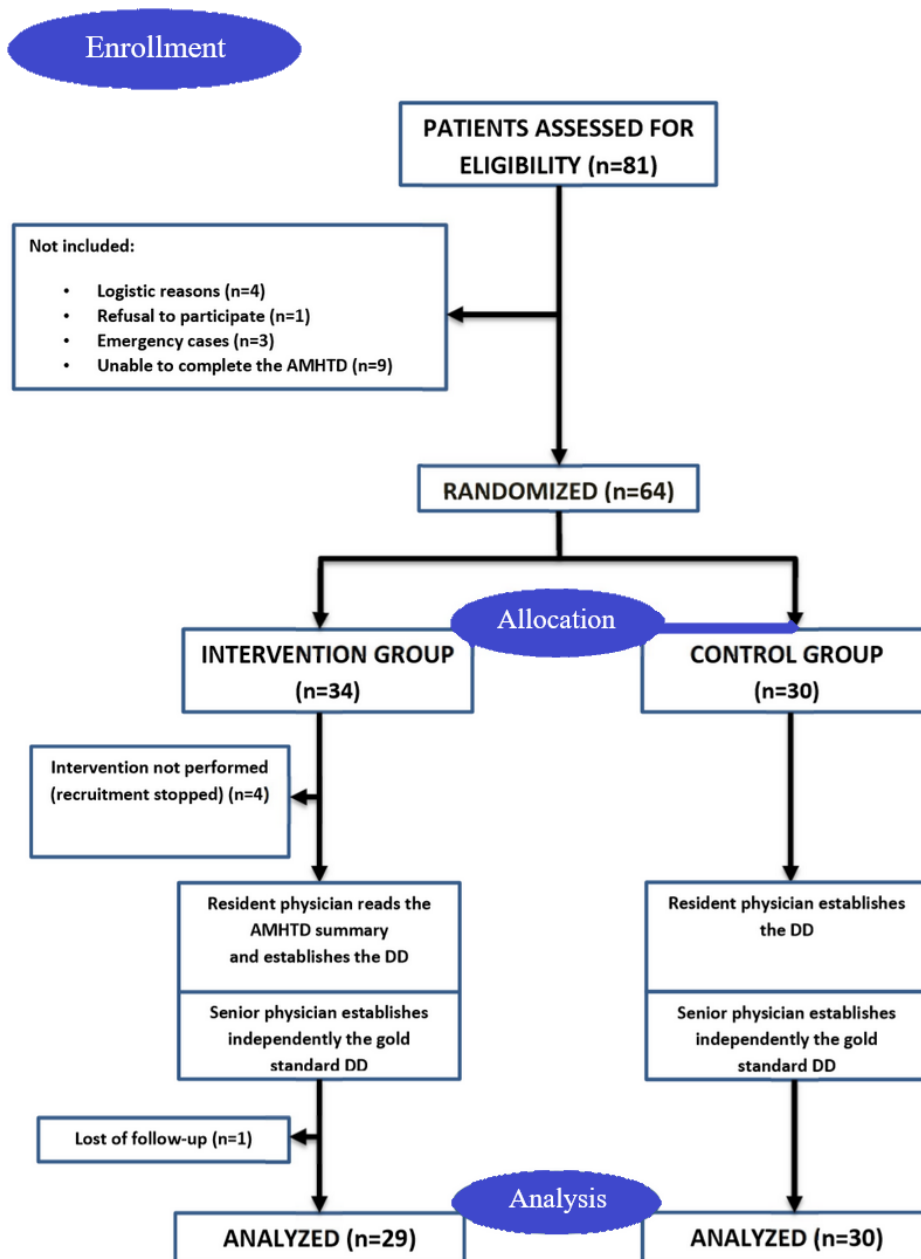 Enrollment
PATIENTS ASSESSED FOR
ELIGIBILITY (n=81)
Not included:
• Logistic reasons (n=4)
• Refusal to participate (n=1)
• Emergency cases (n=3)
• Unable to complete the AMHTD (n=9)
RANDOMIZED (n=64)
Allocation
INTERVENTION GROUP
(n=34)
CONTROL GROUP
(n=30)
Intervention not performed
(recruitment stopped) (n=4)
Resident physician reads the
AMHTD summary
and establishes the DD
Resident physician establishes
the DD
Senior physician establishes
independently the gold
standard DD
Senior physician establishes
independently the gold
standard DD
Lost of follow-up (n=1)
Analysis
ANALYZED (n=29)
ANALYZED (n=30)